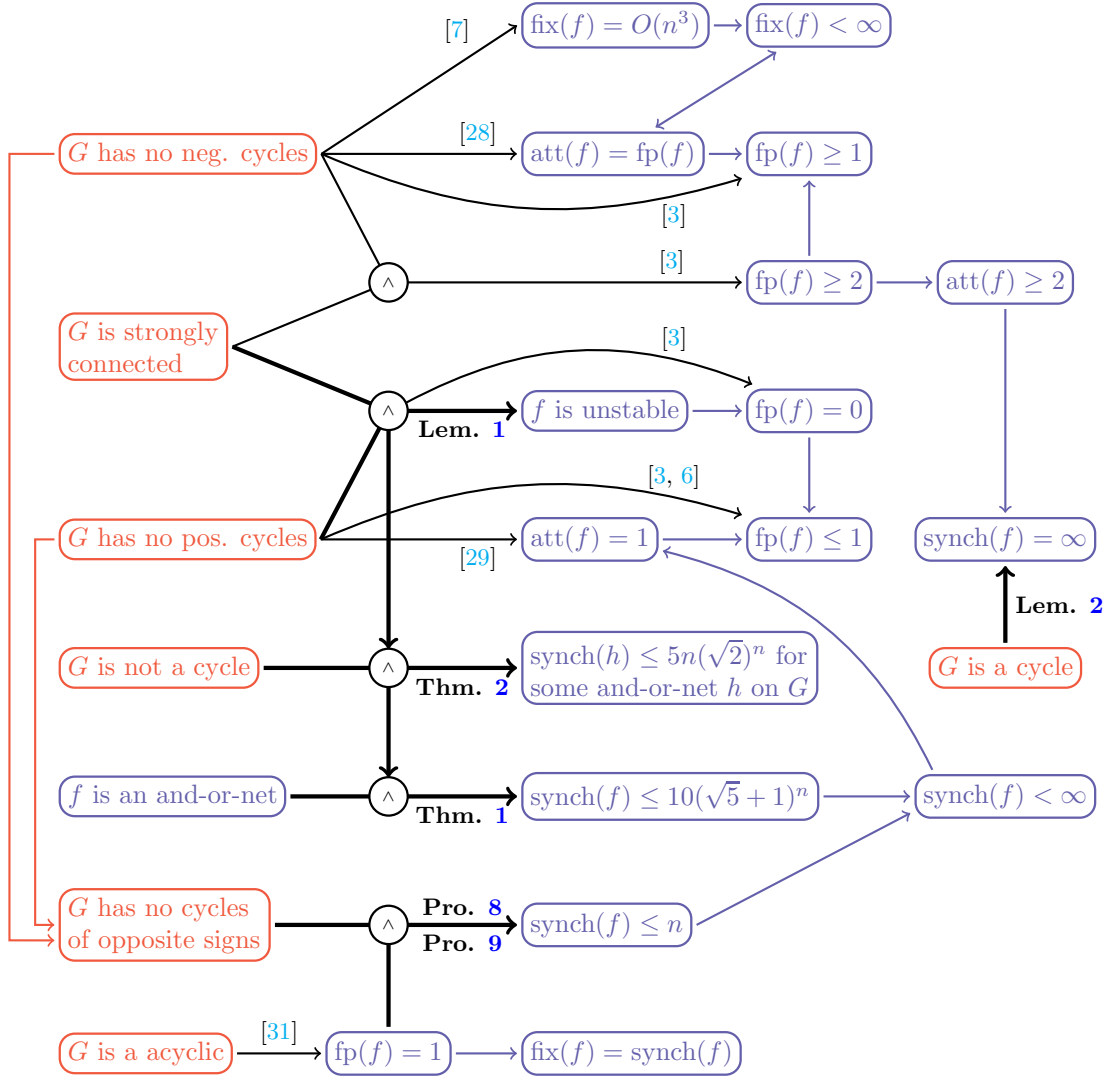 [7]
fix(f) = O(n³)
fix(f) < ∞
G has no neg. cycles
[28]
att(f) = fp(f)
fp(f) ≥ 1
[3]
∧
[3]
fp(f) ≥ 2
att(f) ≥ 2
G is strongly
connected
[3]
∧
Lem. 1
f is unstable
fp(f) = 0
[3, 6]
G has no pos. cycles
[29]
att(f) = 1
fp(f) ≤ 1
synch(f) = ∞
Lem. 2
G is not a cycle
∧
Thm. 2
synch(h) ≤ 5n(√2)ⁿ for
some and-or-net h on G
G is a cycle
f is an and-or-net
∧
Thm. 1
synch(f) ≤ 10(√5 + 1)ⁿ
synch(f) < ∞
G has no cycles
of opposite signs
∧
Pro. 8
Pro. 9
synch(f) ≤ n
G is a acyclic
[31]
fp(f) = 1
fix(f) = synch(f)